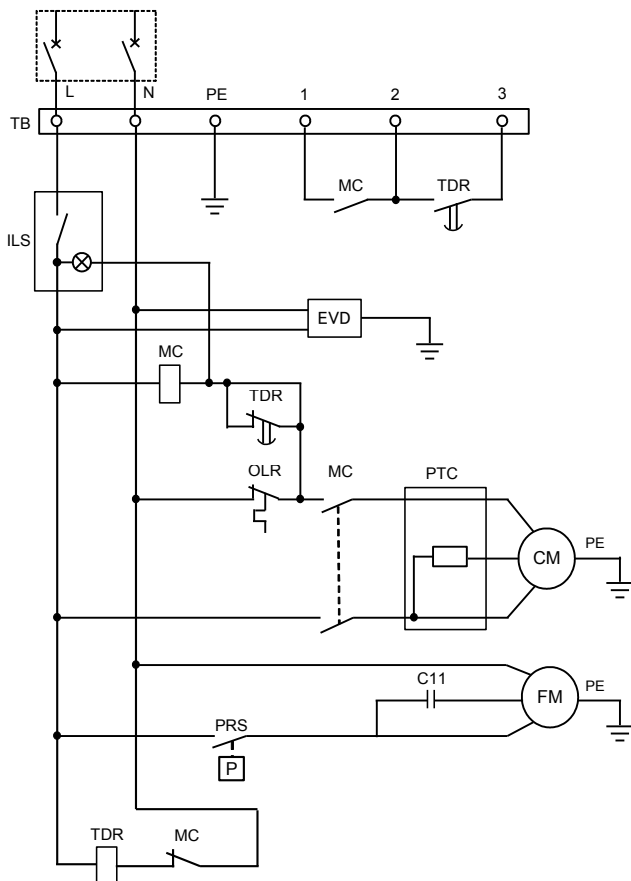 L N PE 1 2 3
TB
MC TDR
ILS
EVD
MC
TDR
OLR MC PTC
CM PE
C11 FM PE
PRS
P
TDR MC